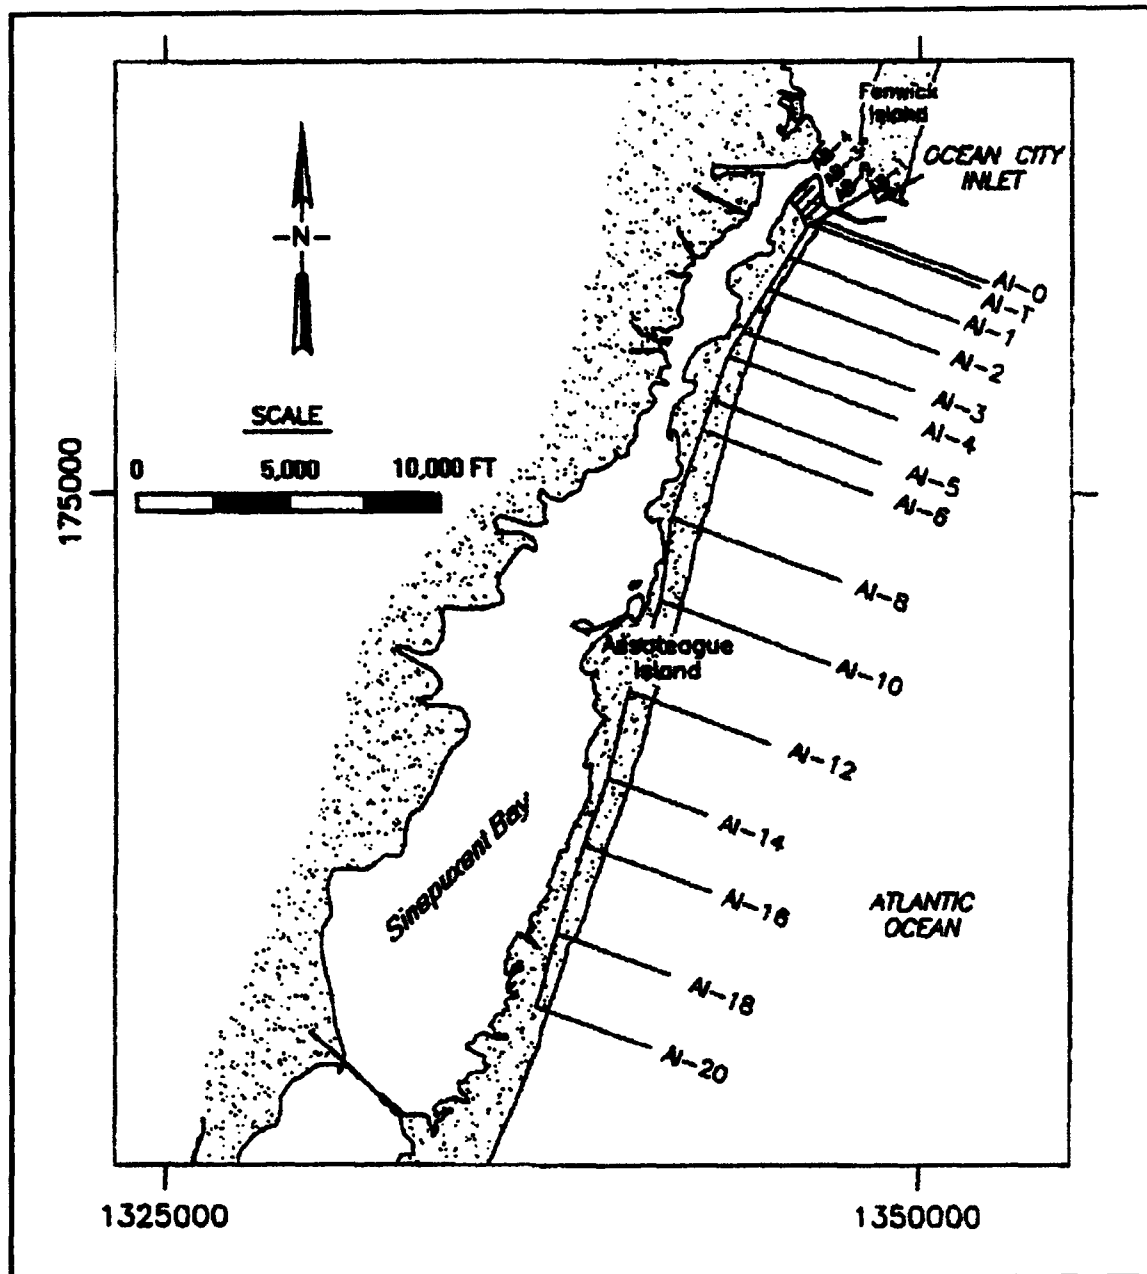 Fenwick
Island
OCEAN CITY
INLET
N
AI-0
AI-T
AI-1
AI-2
AI-3
AI-4
AI-5
AI-6
AI-8
AI-10
AI-12
AI-14
AI-16
AI-18
AI-20
SCALE
0 5,000 10,000 FT
175000
Assateague
Island
Sinepuxent Bay
ATLANTIC
OCEAN
1325000 1350000